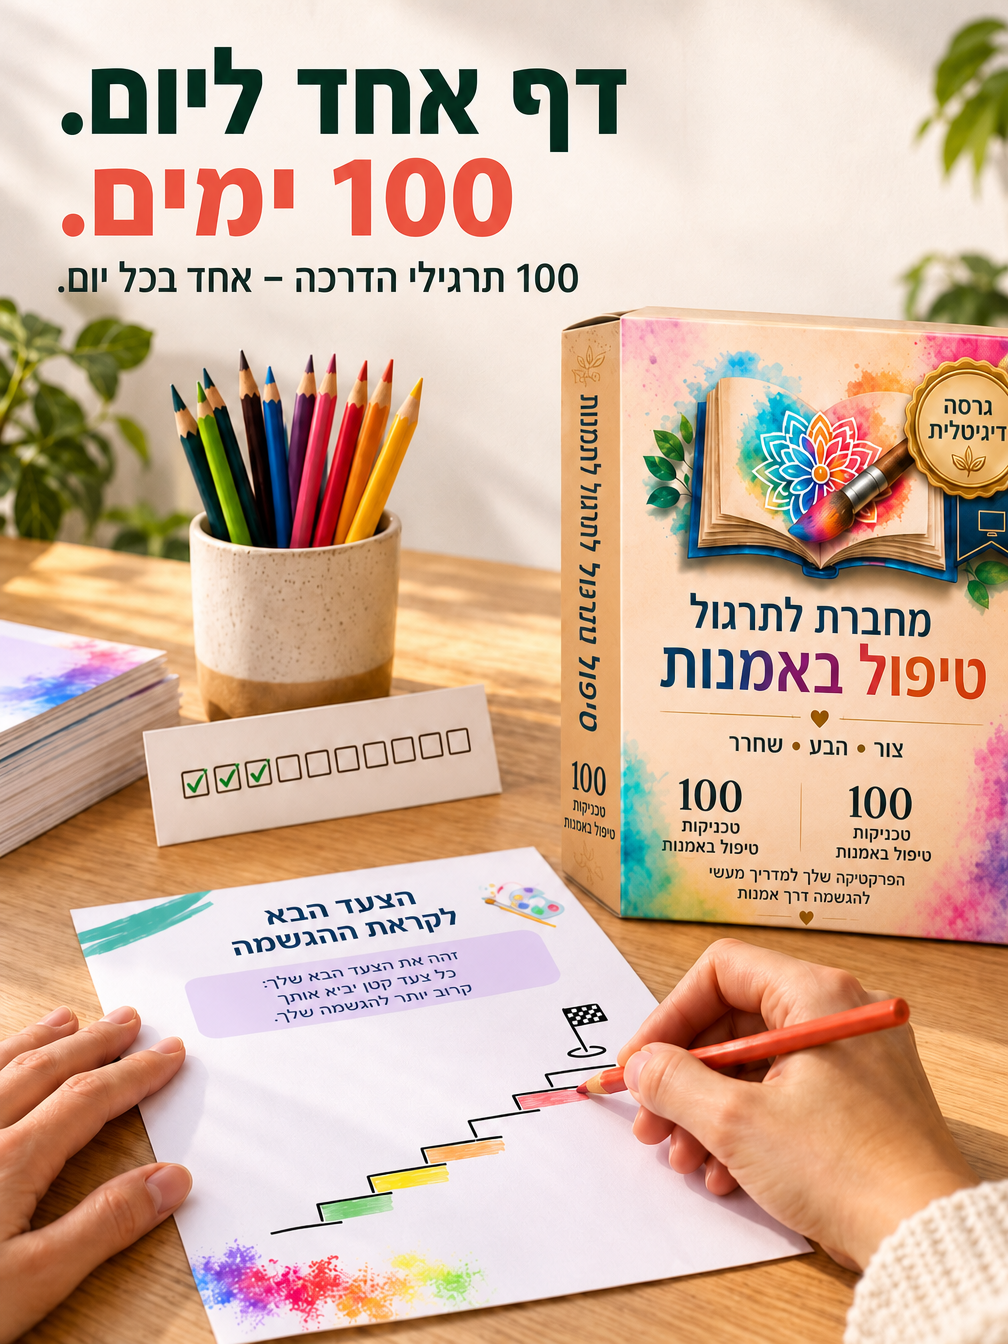 דף אחד ליום.
100 ימים.
100 תרגילי הדרכה – אחד בכל יום.
גרסה
דיגיטלית
מחברת לתרגול
טיפול באמנות
צור • הבע • שחרר
100
טכניקות
טיפול באמנות
100
טכניקות
טיפול באמנות
הפרקטיקה שלך למדריך מעשי
להגשמה דרך אמנות
100
טכניקות
טיפול באמנות
הצעד הבא
לקראת ההגשמה
זהה את הצעד הבא שלך:
כל צעד קטן יביא אותך
קרוב יותר להגשמה שלך.